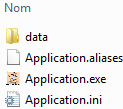 Nom
data
Application.aliases
Application.exe
Application.ini